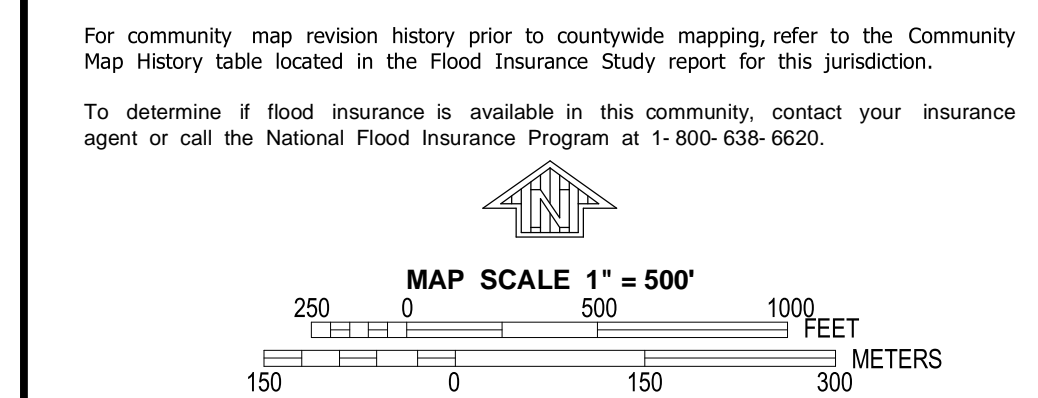 For community map revision history prior to countywide mapping, refer to the Community
Map History table located in the Flood Insurance Study report for this jurisdiction.
To determine if flood insurance is available in this community, contact your insurance
agent or call the National Flood Insurance Program at 1- 800- 638- 6620.
N
MAP SCALE 1" = 500'
250 0 500 1000
FEET
METERS
150 0 150 300